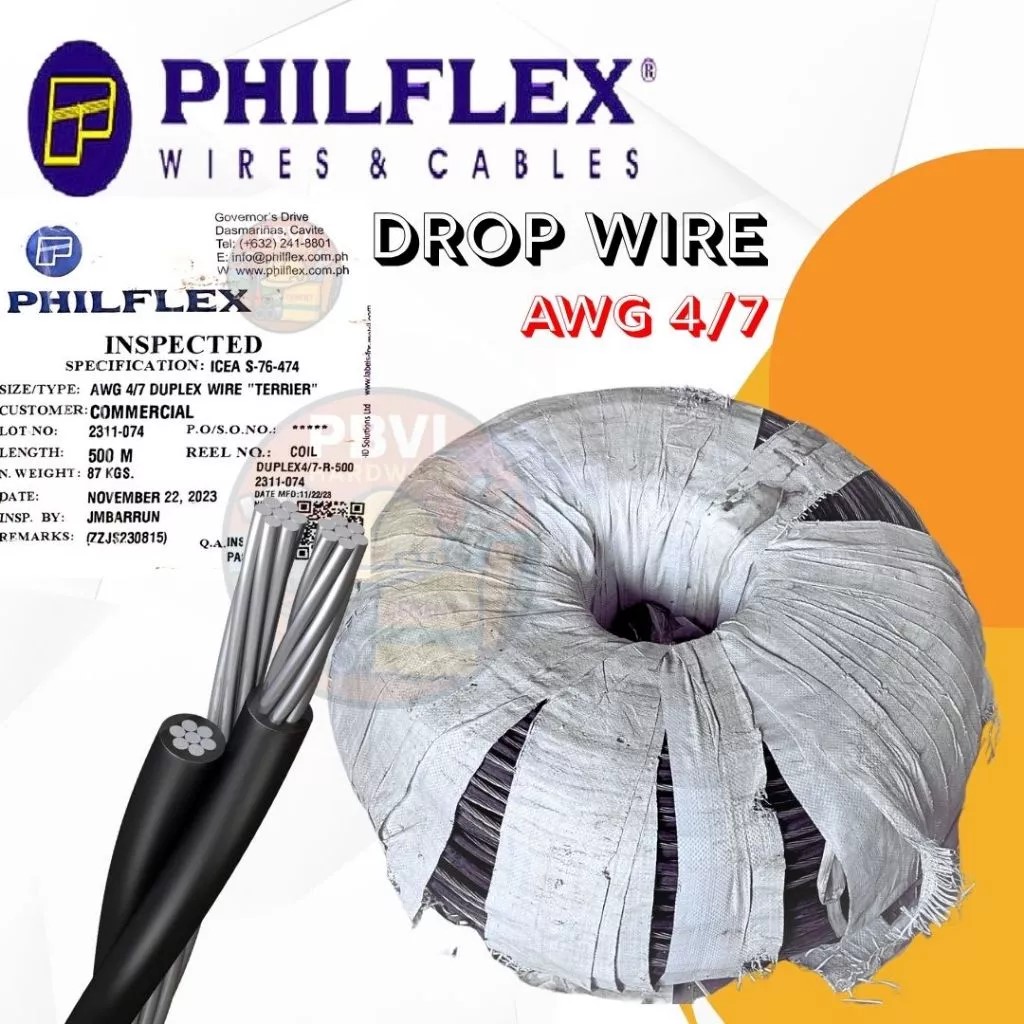 PHILFLEX®
WIRES & CABLES
Governor's Drive
Dasmariñas, Cavite
Tel: (+632) 241-8801
E: info@philflex.com.ph
W: www.philflex.com.ph
DROP WIRE
AWG 4/7
PHILFLEX
INSPECTED
SPECIFICATION: ICEA S-76-474
SIZE/TYPE: AWG 4/7 DUPLEX WIRE "TERRIER"
CUSTOMER: COMMERCIAL
LOT NO: 2311-074 P.O/S.O.NO.: *****
LENGTH: 500 M REEL NO.: COIL
N. WEIGHT: 87 KGS. DUPLEX4/7-R-500
2311-074
DATE: NOVEMBER 22, 2023 DATE MFD:11/22/23
INSP. BY: JMBARRUN
REMARKS: (7ZJS230815) Q.A.
PBVI
HARDWARE